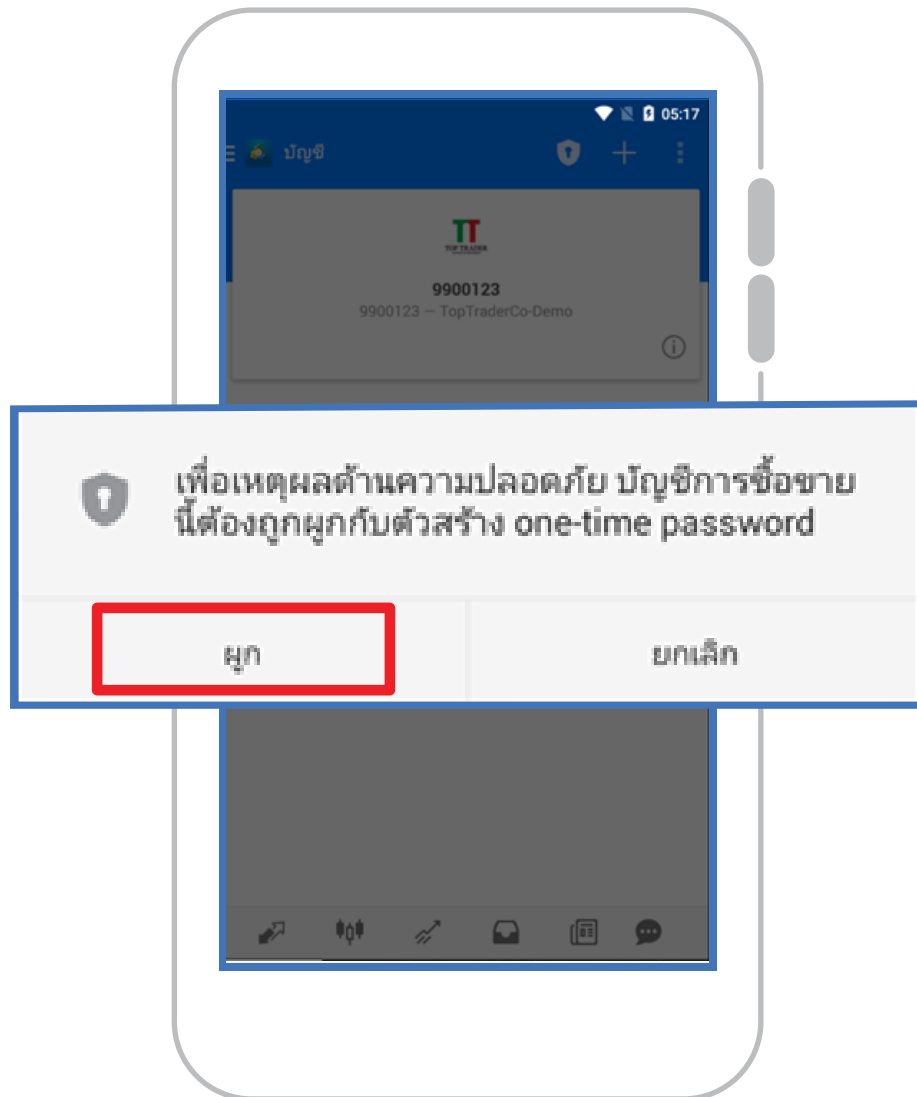 05:17
บัญชี
TT
TOP TRADER
9900123
9900123 – TopTraderCo-Demo
เพื่อเหตุผลด้านความปลอดภัย บัญชีการซื้อขาย
นี้ต้องถูกผูกกับตัวสร้าง one-time password
ผูก
ยกเลิก